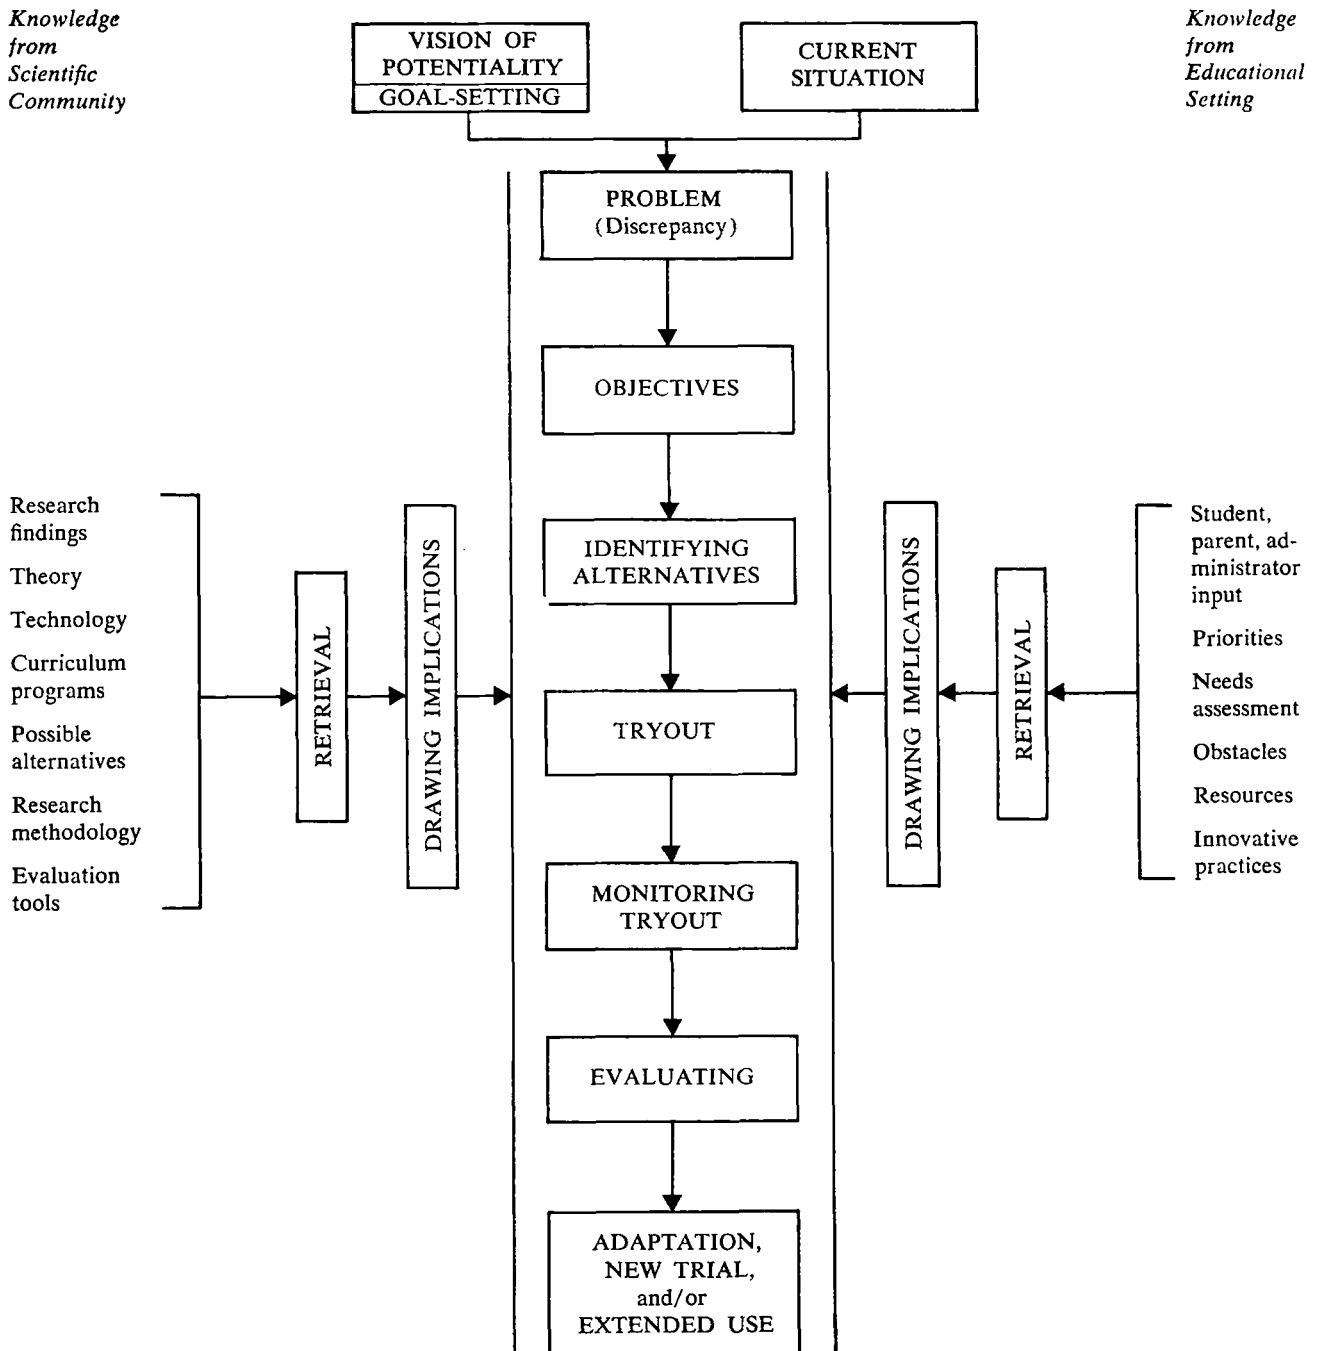 Knowledge
from
Scientific
Community
VISION OF
POTENTIALITY
GOAL-SETTING
CURRENT
SITUATION
Knowledge
from
Educational
Setting
PROBLEM
(Discrepancy)
OBJECTIVES
IDENTIFYING
ALTERNATIVES
TRYOUT
MONITORING
TRYOUT
EVALUATING
ADAPTATION,
NEW TRIAL,
and/or
EXTENDED USE
Research
findings
Theory
Technology
Curriculum
programs
Possible
alternatives
Research
methodology
Evaluation
tools
RETRIEVAL
DRAWING IMPLICATIONS
DRAWING IMPLICATIONS
RETRIEVAL
Student,
parent, ad-
ministrator
input
Priorities
Needs
assessment
Obstacles
Resources
Innovative
practices